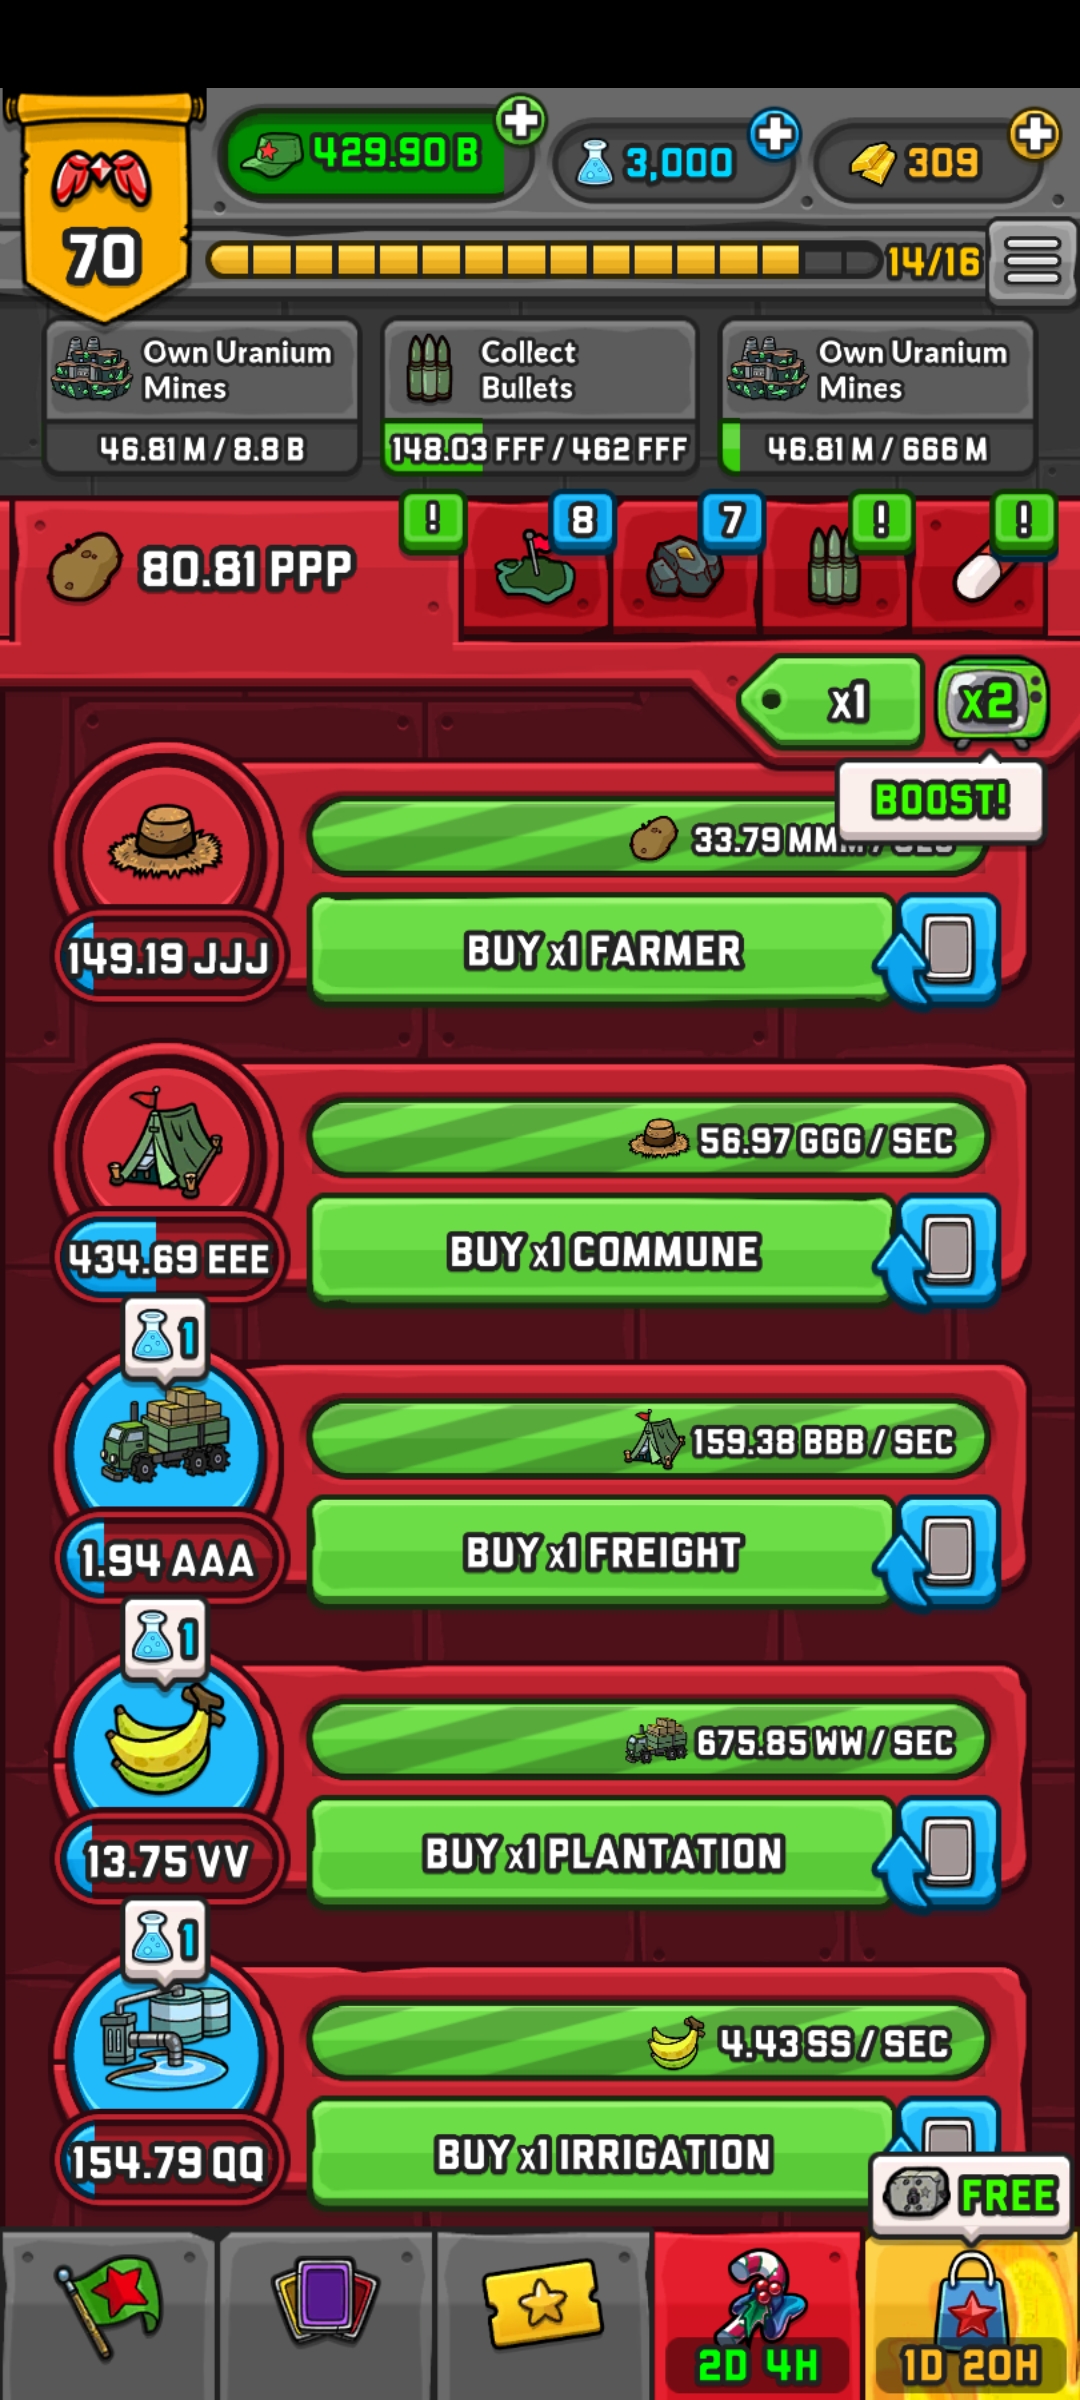 429.90 B
3,000
309
70
14/16
Own Uranium
Mines
46.81 M / 8.8 B
Collect
Bullets
148.03 FFF / 462 FFF
Own Uranium
Mines
46.81 M / 666 M
80.81 PPP
!
8
7
!
!
x1
x2
BOOST!
33.79
149.19 JJJ
BUY x1 FARMER
56.97 GGG / SEC
434.69 EEE
BUY x1 COMMUNE
1
159.38 BBB / SEC
1.94 AAA
BUY x1 FREIGHT
1
675.85 WW / SEC
13.75 VV
BUY x1 PLANTATION
1
4.43 SS / SEC
154.79 QQ
BUY x1 IRRIGATION
FREE
2D 4H
1D 20H